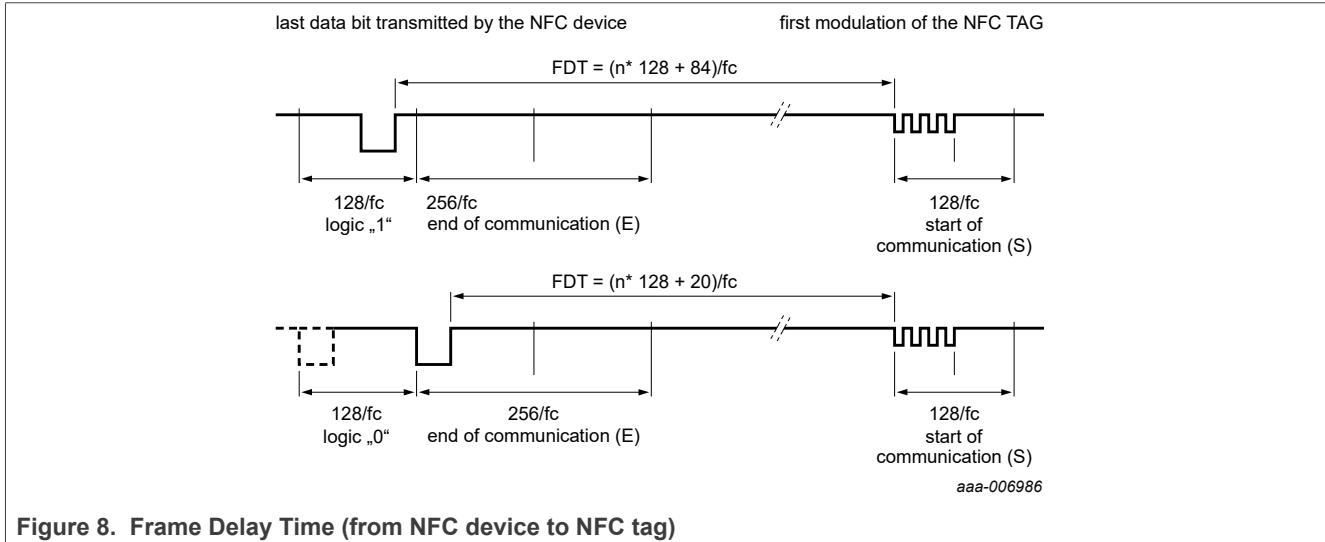 last data bit transmitted by the NFC device
first modulation of the NFC TAG
FDT = (n* 128 + 84)/fc
128/fc
logic „1“
256/fc
end of communication (E)
128/fc
start of
communication (S)
FDT = (n* 128 + 20)/fc
128/fc
logic „0“
256/fc
end of communication (E)
128/fc
start of
communication (S)
aaa-006986
Figure 8. Frame Delay Time (from NFC device to NFC tag)